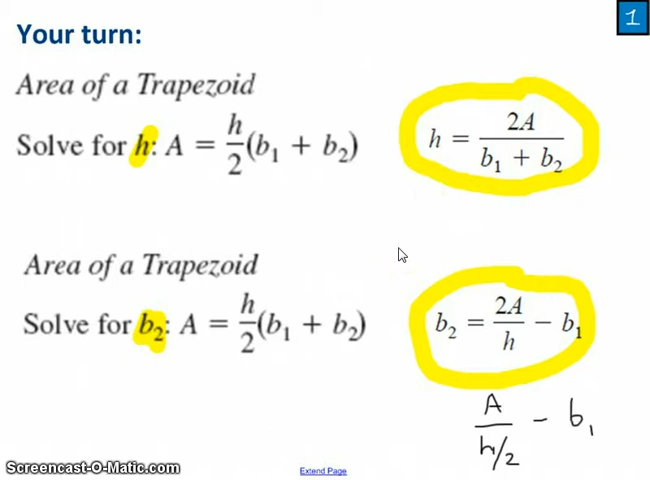 1
Your turn:
Area of a Trapezoid
Solve for h: A = h/2(b₁ + b₂)
h = 2A/(b₁ + b₂)
Area of a Trapezoid
Solve for b₂: A = h/2(b₁ + b₂)
b₂ = 2A/h − b₁
A/(h/2) − b₁
Screencast-O-Matic.com
Extend Page